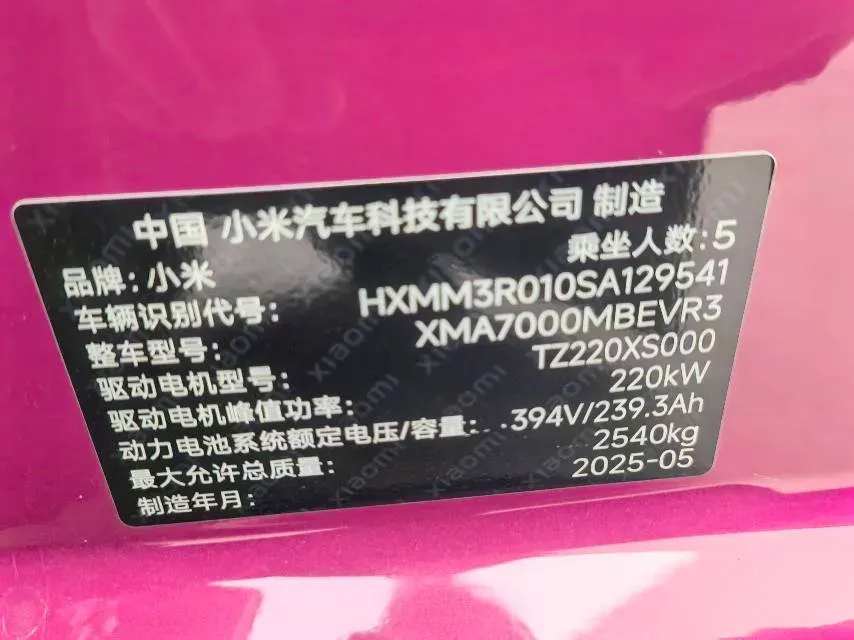 中国 小米汽车科技有限公司 制造
品牌:小米 乘坐人数:5
车辆识别代号: HXMM3R010SA129541
整车型号: XMA7000MBEVR3
驱动电机型号: TZ220XS000
驱动电机峰值功率: 220kW
动力电池系统额定电压/容量: 394V/239.3Ah
最大允许总质量: 2540kg
制造年月: 2025-05